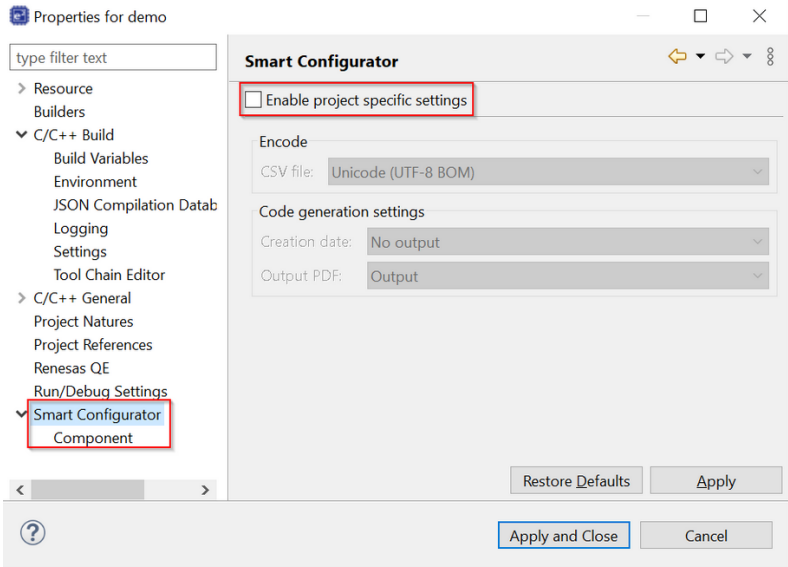 Properties for demo
type filter text
Resource
Builders
C/C++ Build
Build Variables
Environment
JSON Compilation Datab
Logging
Settings
Tool Chain Editor
C/C++ General
Project Natures
Project References
Renesas QE
Run/Debug Settings
Smart Configurator
Component
Smart Configurator
Enable project specific settings
Encode
CSV file: Unicode (UTF-8 BOM)
Code generation settings
Creation date: No output
Output PDF: Output
Restore Defaults Apply
Apply and Close Cancel